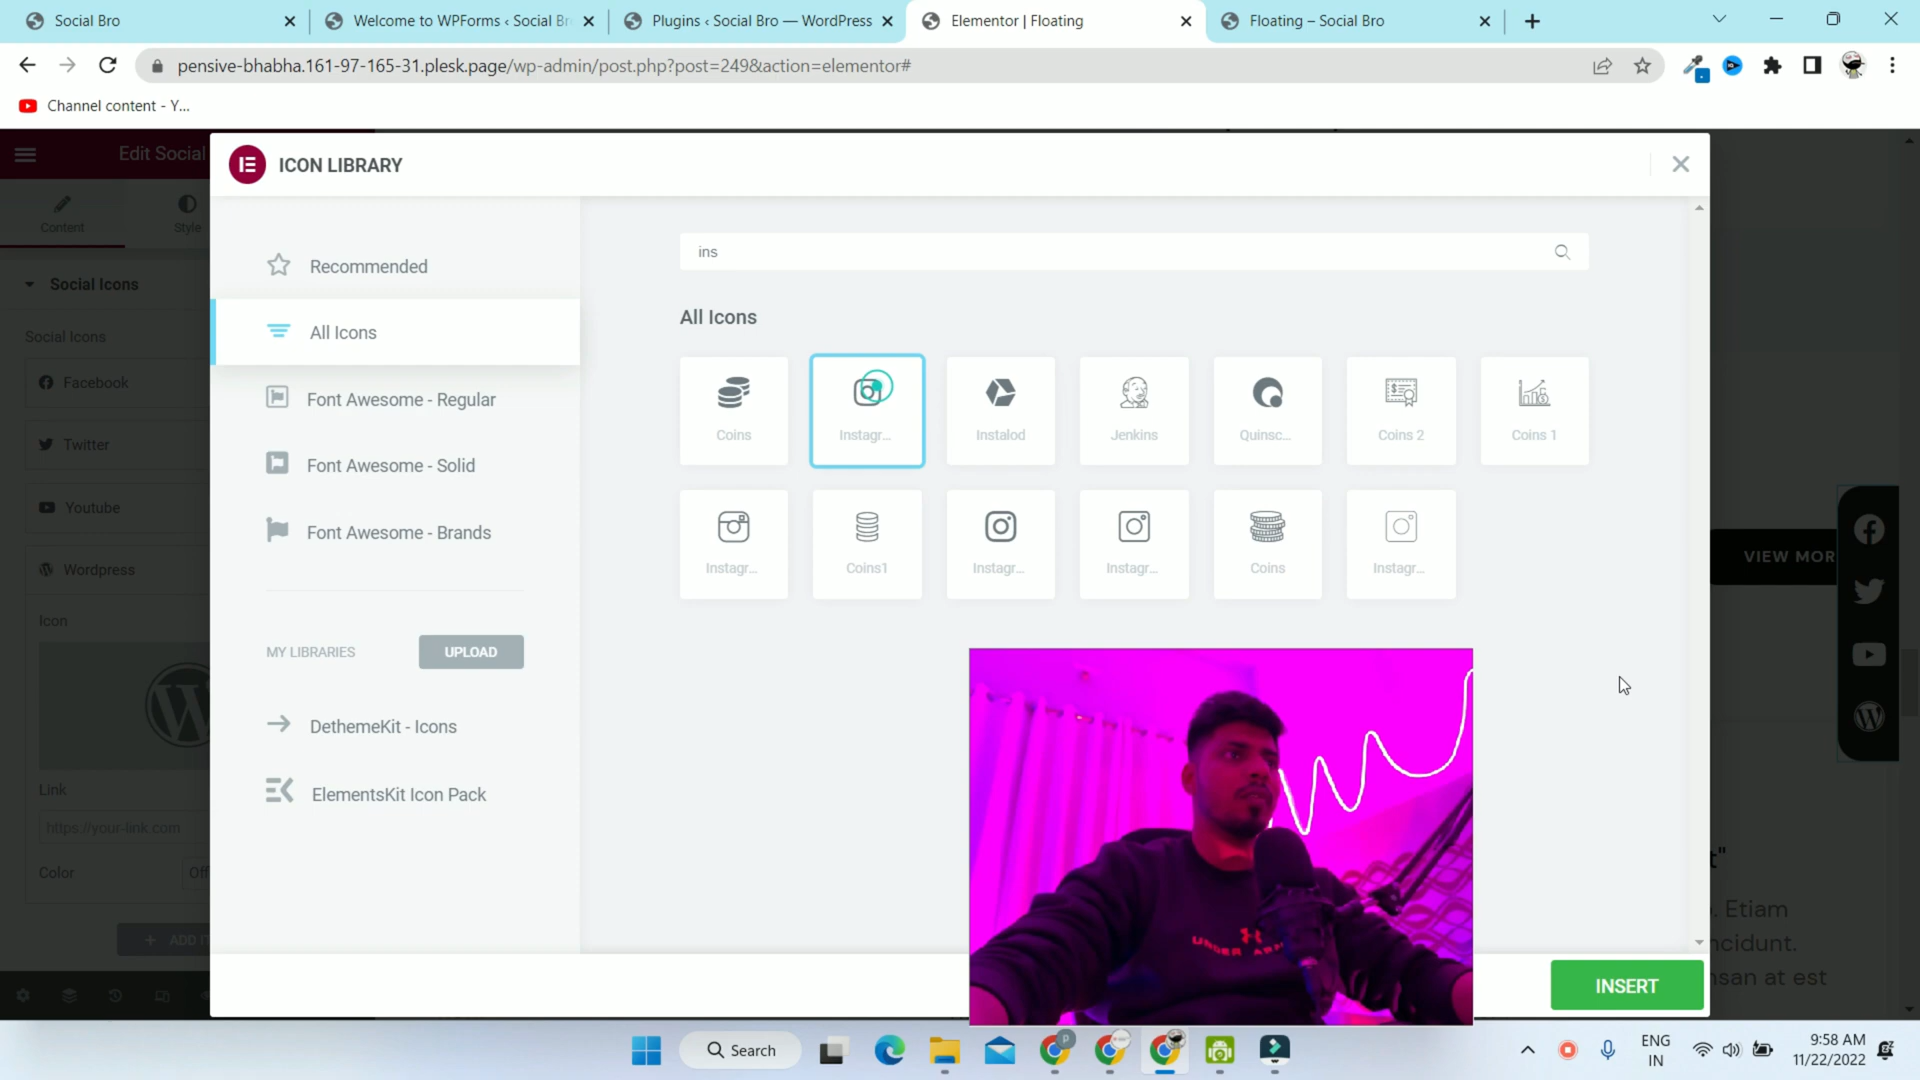 Social Bro
Welcome to WPForms ‹ Social Br
Plugins ‹ Social Bro — WordPress
Elementor | Floating
Floating – Social Bro
pensive-bhabha.161-97-165-31.plesk.page/wp-admin/post.php?post=249&action=elementor#
Channel content - Y...
Edit Social
ICON LIBRARY
Content
Style
Recommended
ins
Social Icons
All Icons
All Icons
Social Icons
Facebook
Font Awesome - Regular
Coins
Instagr...
Instalod
Jenkins
Quinsc...
Coins 2
Coins 1
Twitter
Font Awesome - Solid
Youtube
Font Awesome - Brands
VIEW MOR
Wordpress
Instagr...
Coins1
Instagr...
Instagr...
Coins
Instagr...
Icon
MY LIBRARIES
UPLOAD
DethemeKit - Icons
Link
ElementsKit Icon Pack
https://your-link.com
Color
Off
t"
. Etiam
ADD IT
UNDER ARM
ncidunt.
INSERT
nsan at est
Search
ENG
IN
9:58 AM
11/22/2022